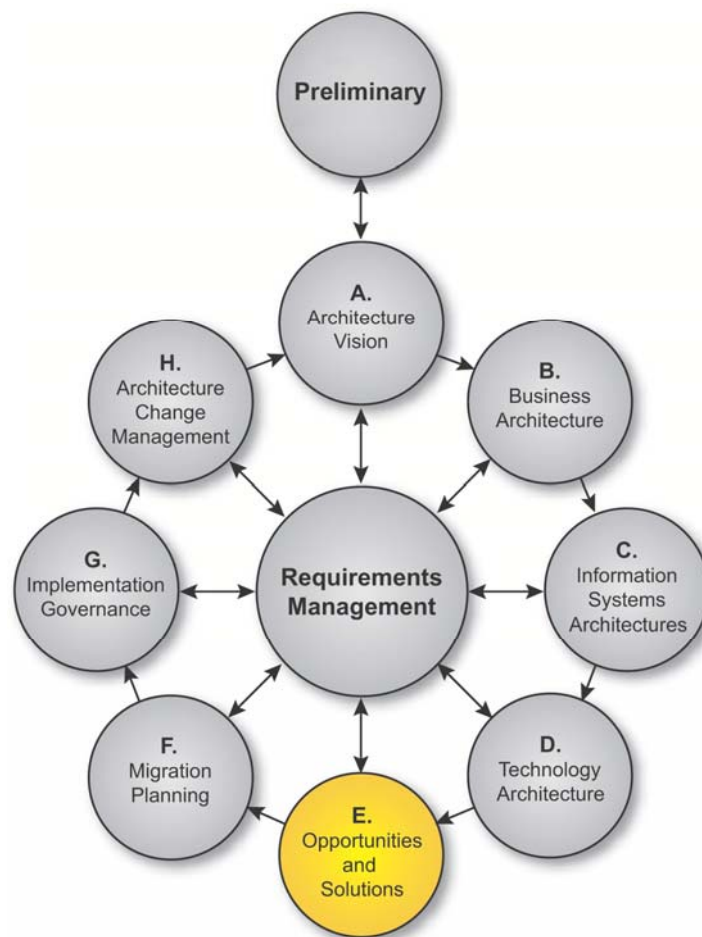 Preliminary
A.
Architecture
Vision
B.
Business
Architecture
C.
Information
Systems
Architectures
D.
Technology
Architecture
E.
Opportunities
and
Solutions
F.
Migration
Planning
G.
Implementation
Governance
H.
Architecture
Change
Management
Requirements
Management